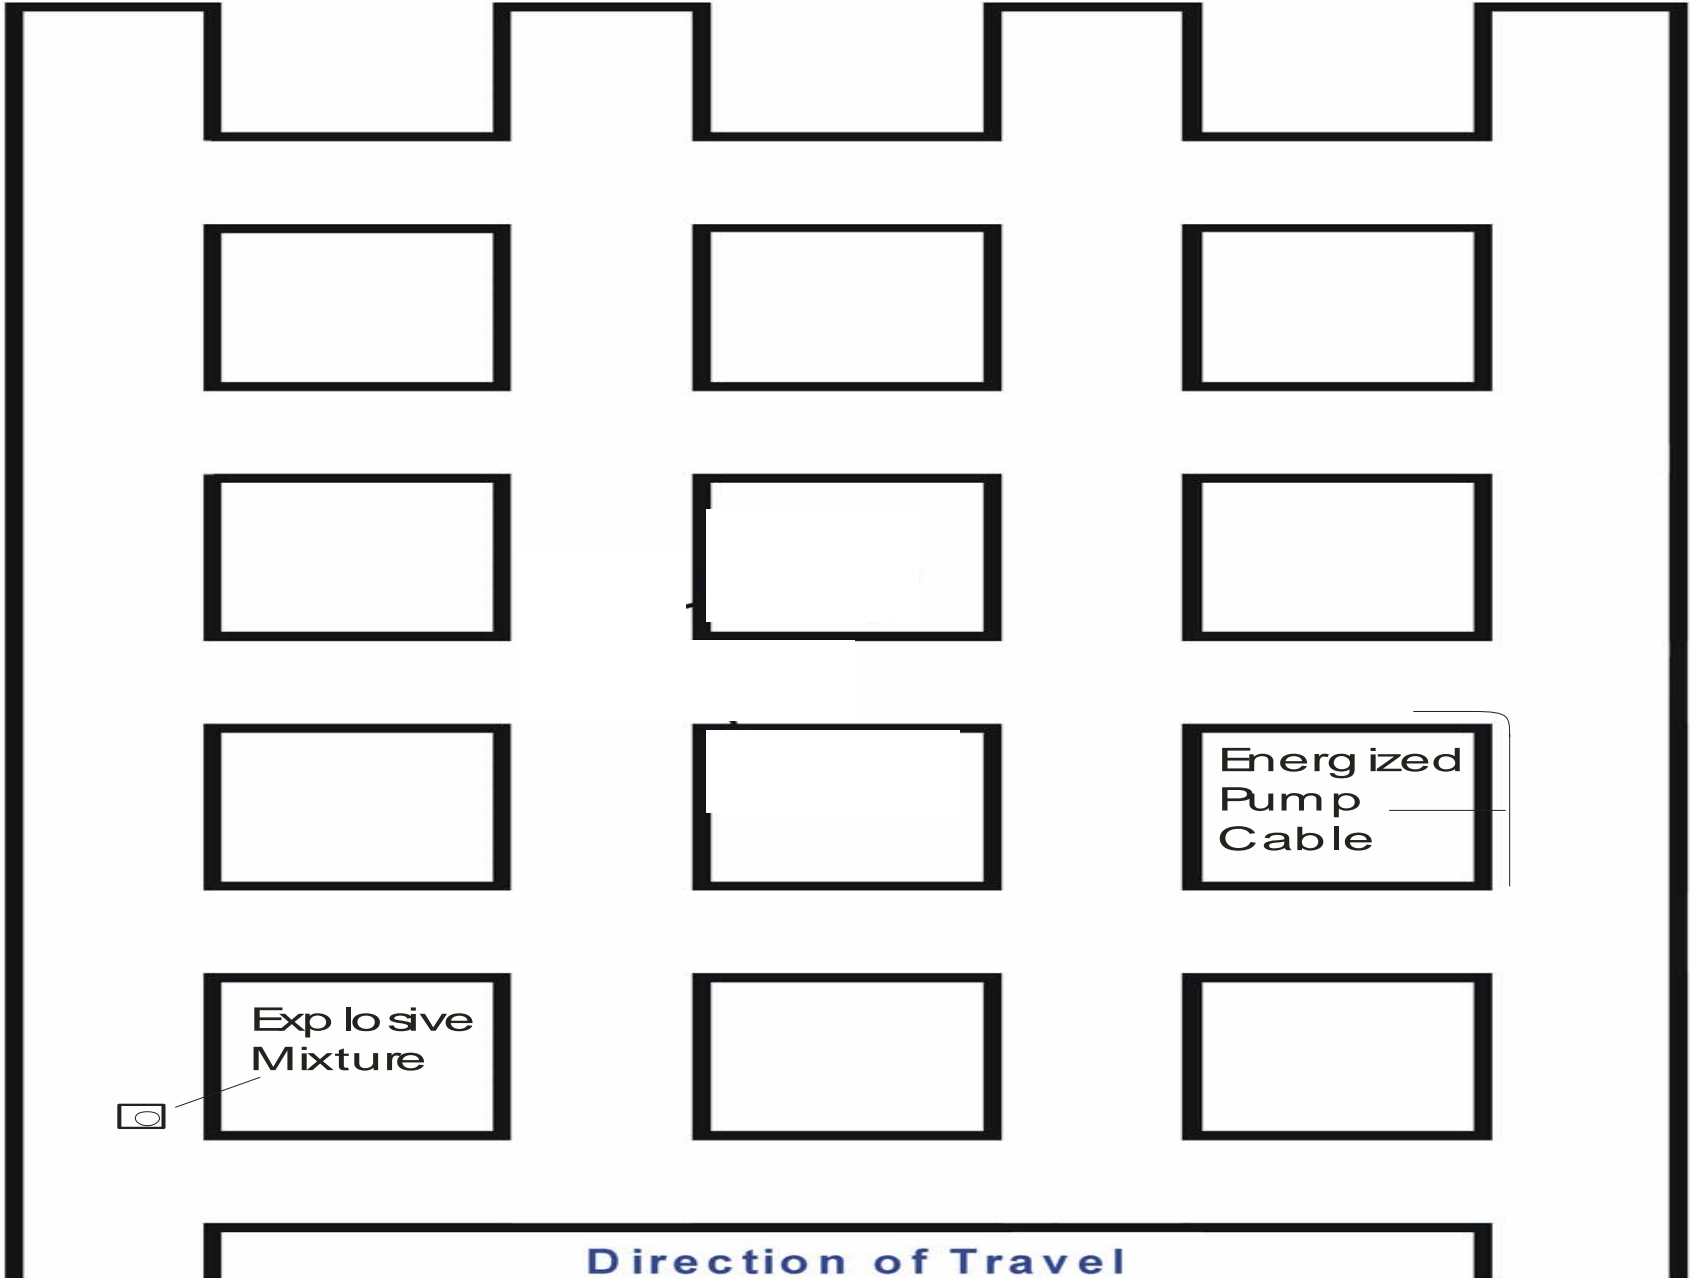 Energized
Pump
Cable
Explosive
Mixture
Direction of Travel